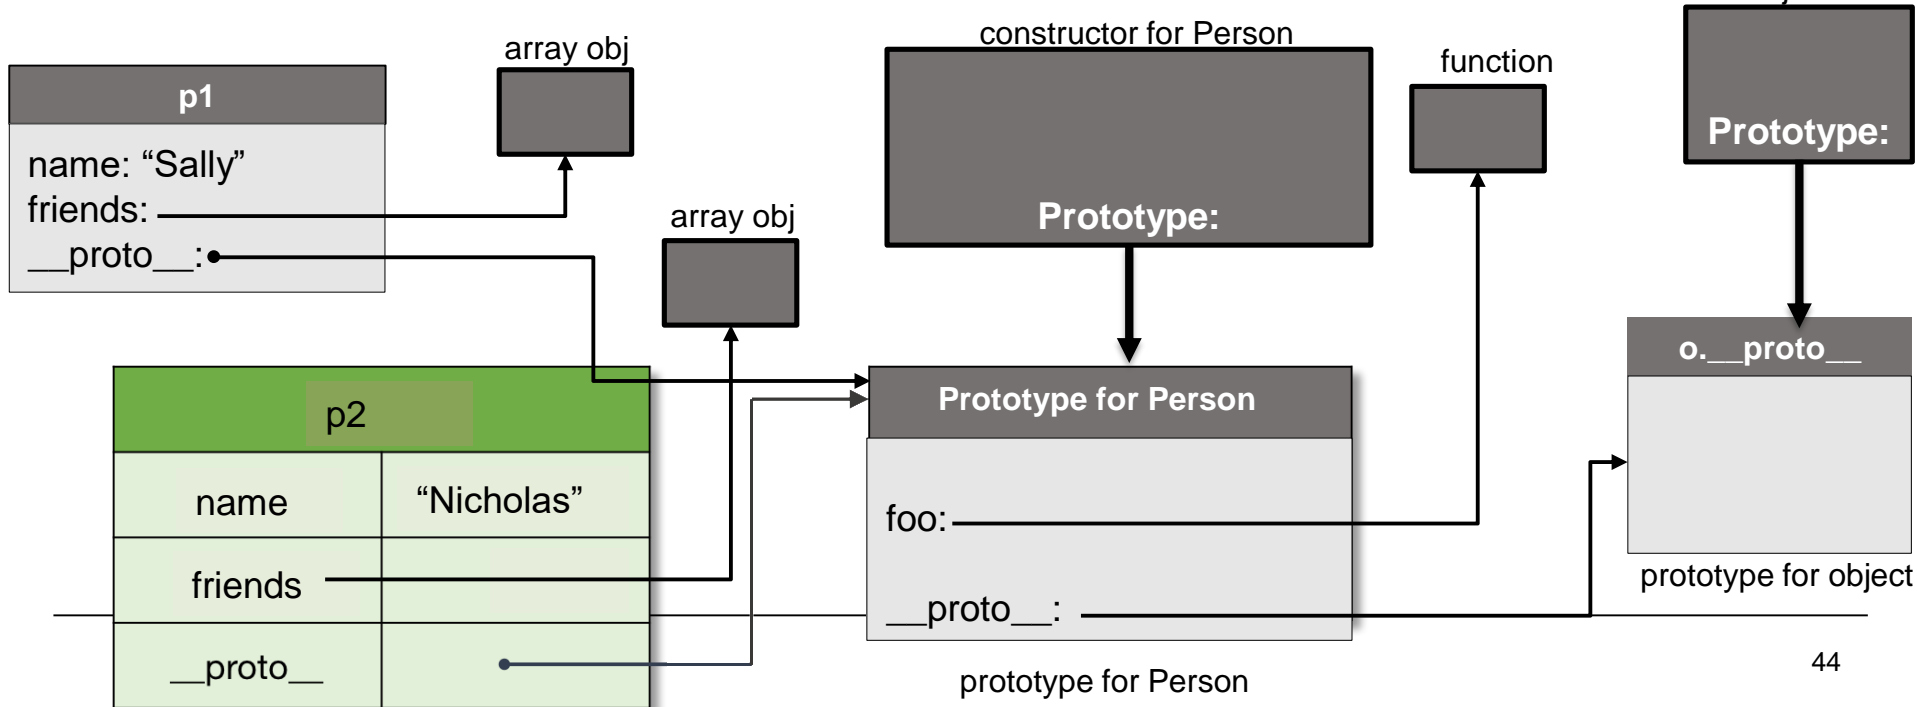 p1
name: “Sally”
friends:
__proto__:
array obj
array obj
p2
name “Nicholas”
friends
__proto__
constructor for Person
Prototype:
function
Prototype for Person
foo:
__proto__:
prototype for Person
Prototype:
o.__proto__
prototype for object
44